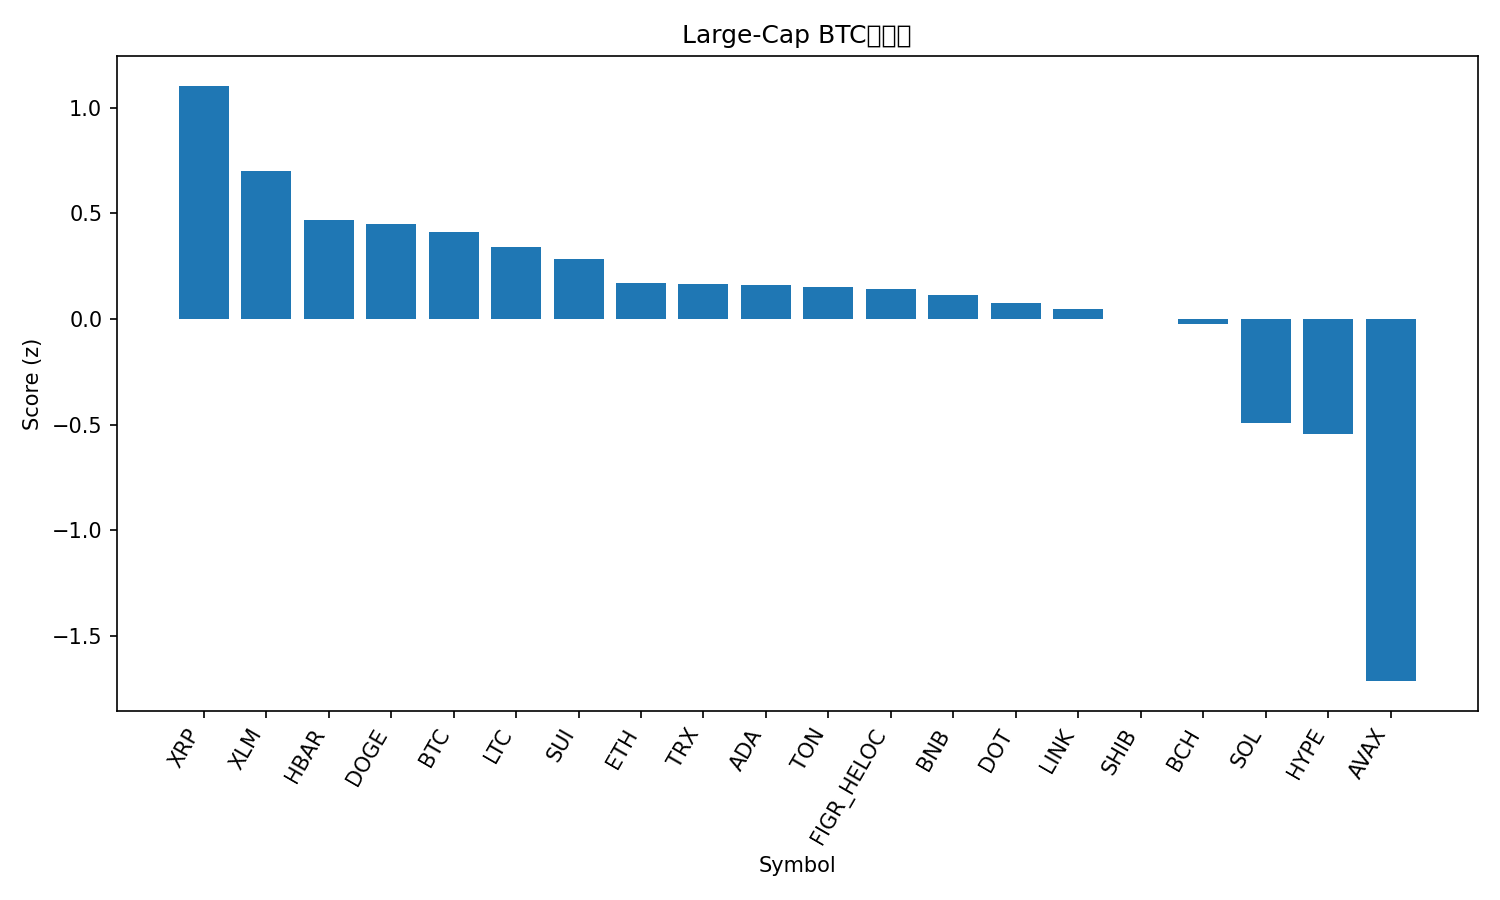 Large-Cap BTC
1.0
0.5
0.0
−0.5
−1.0
−1.5
Score (z)
XRP
XLM
HBAR
DOGE
BTC
LTC
SUI
ETH
TRX
ADA
TON
FIGR_HELOC
BNB
DOT
LINK
SHIB
BCH
SOL
HYPE
AVAX
Symbol